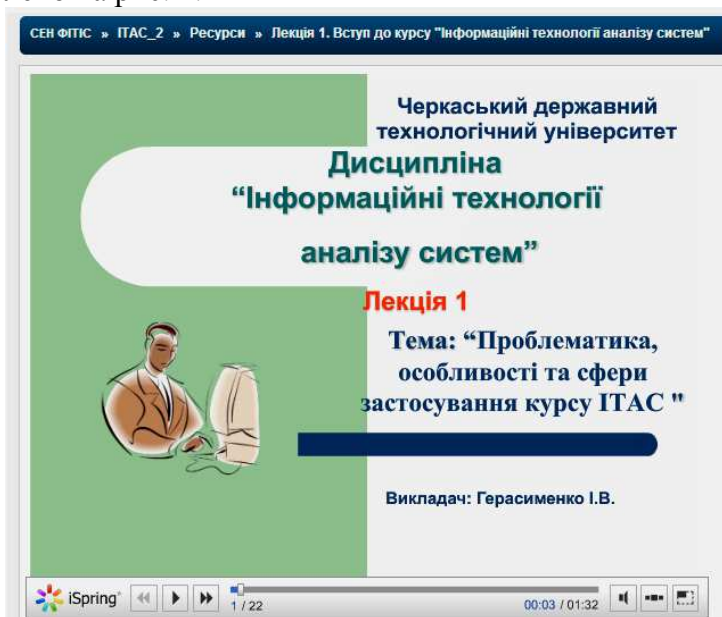 СЕН ФІТІС » ІТАС_2 » Ресурси » Лекція 1. Вступ до курсу "Інформаційні технології аналізу систем"
Черкаський державний
технологічний університет
Дисципліна
“Інформаційні технології
аналізу систем”
Лекція 1
Тема: “Проблематика,
особливості та сфери
застосування курсу ІТАС "
Викладач: Герасименко І.В.
iSpring
1 / 22
00:03 / 01:32